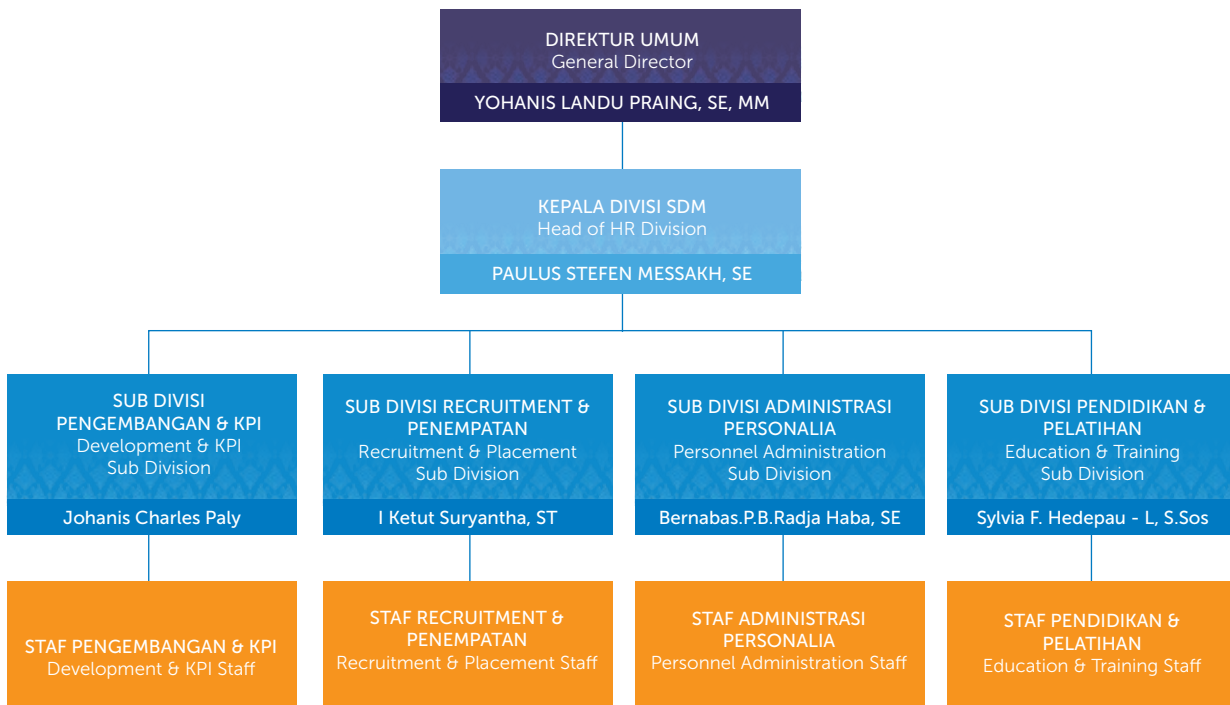 DIREKTUR UMUM
General Director
YOHANIS LANDU PRAING, SE, MM
KEPALA DIVISI SDM
Head of HR Division
PAULUS STEFEN MESSAKH, SE
SUB DIVISI
PENGEMBANGAN & KPI
Development & KPI
Sub Division
Johanis Charles Paly
SUB DIVISI RECRUITMENT &
PENEMPATAN
Recruitment & Placement
Sub Division
I Ketut Suryantha, ST
SUB DIVISI ADMINISTRASI
PERSONALIA
Personnel Administration
Sub Division
Bernabas.P.B.Radja Haba, SE
SUB DIVISI PENDIDIKAN &
PELATIHAN
Education & Training
Sub Division
Sylvia F. Hedepau - L, S.Sos
STAF PENGEMBANGAN & KPI
Development & KPI Staff
STAF RECRUITMENT &
PENEMPATAN
Recruitment & Placement Staff
STAF ADMINISTRASI
PERSONALIA
Personnel Administration Staff
STAF PENDIDIKAN &
PELATIHAN
Education & Training Staff